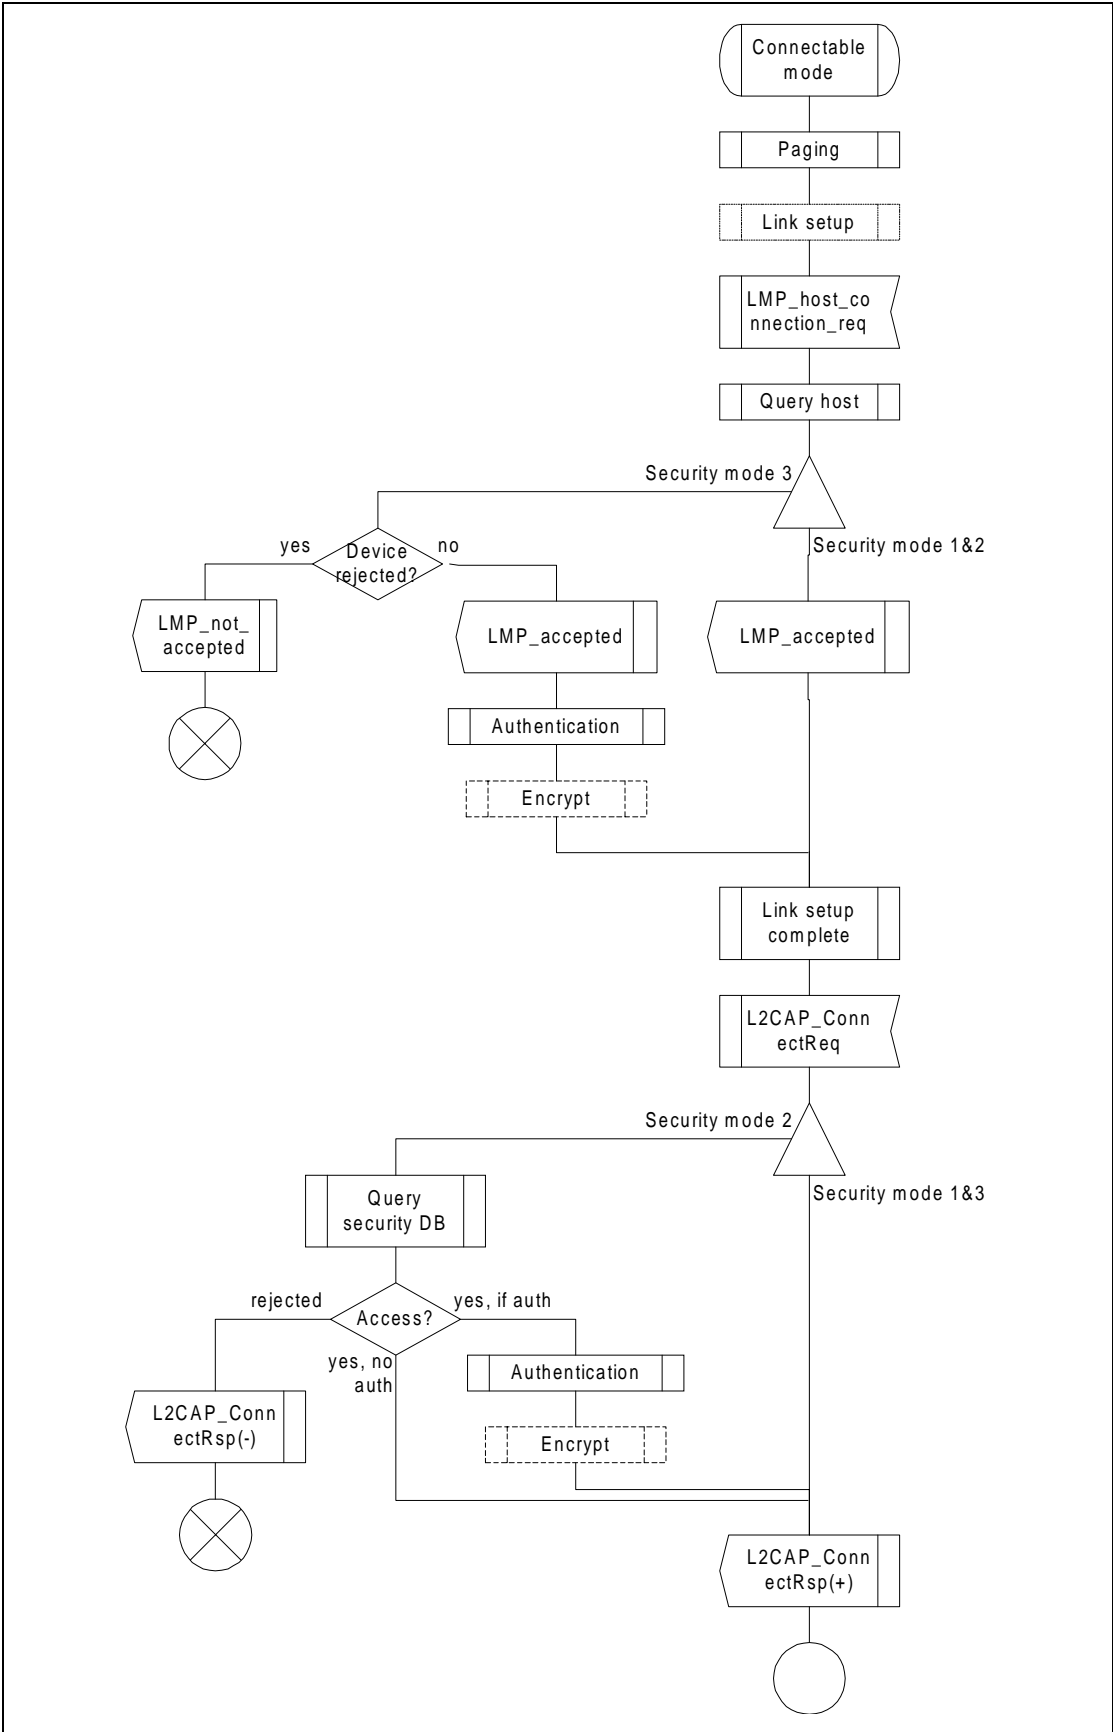 Connectable
mode
Paging
Link setup
LMP_host_co
nnection_req
Query host
Security mode 3
Security mode 1&2
yes
Device
rejected?
no
LMP_not_
accepted
LMP_accepted
LMP_accepted
Authentication
Encrypt
Link setup
complete
L2CAP_Conn
ectReq
Security mode 2
Security mode 1&3
Query
security DB
rejected
Access?
yes, if auth
yes, no
auth
Authentication
L2CAP_Conn
ectRsp(-)
Encrypt
L2CAP_Conn
ectRsp(+)